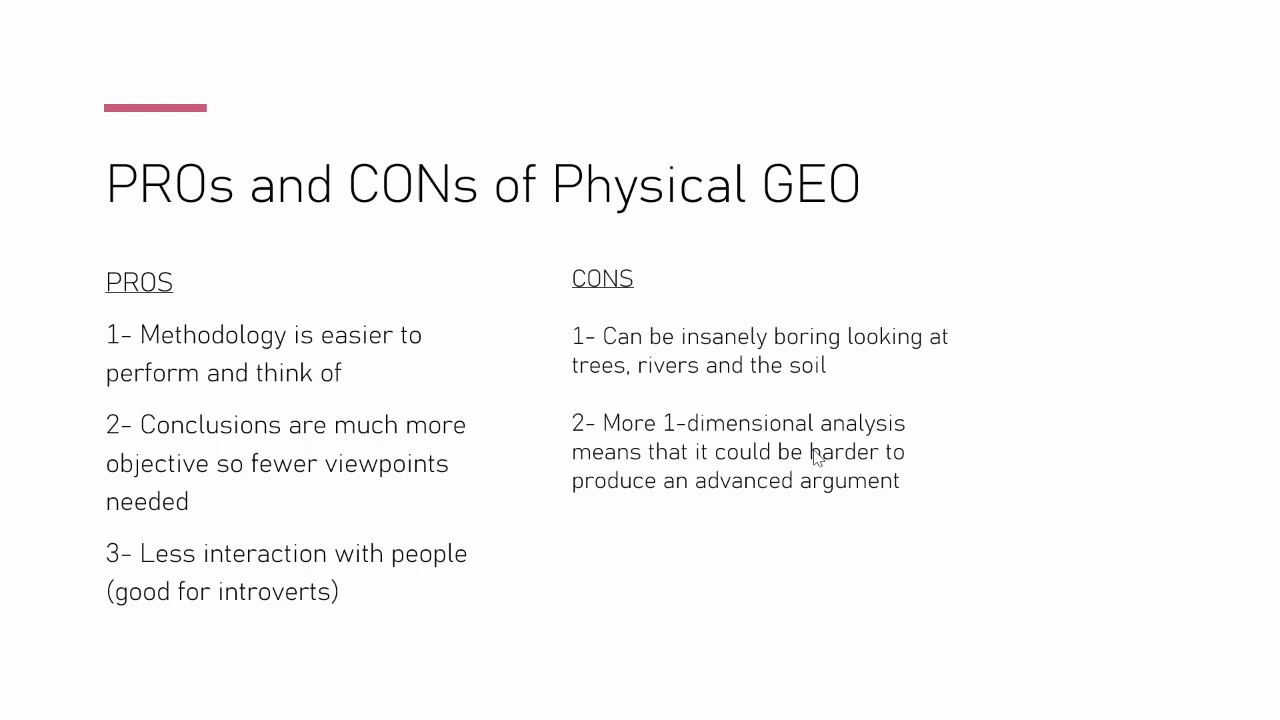 PROs and CONs of Physical GEO
PROS
1- Methodology is easier to
perform and think of
2- Conclusions are much more
objective so fewer viewpoints
needed
3- Less interaction with people
(good for introverts)
CONS
1- Can be insanely boring looking at
trees, rivers and the soil
2- More 1-dimensional analysis
means that it could be harder to
produce an advanced argument